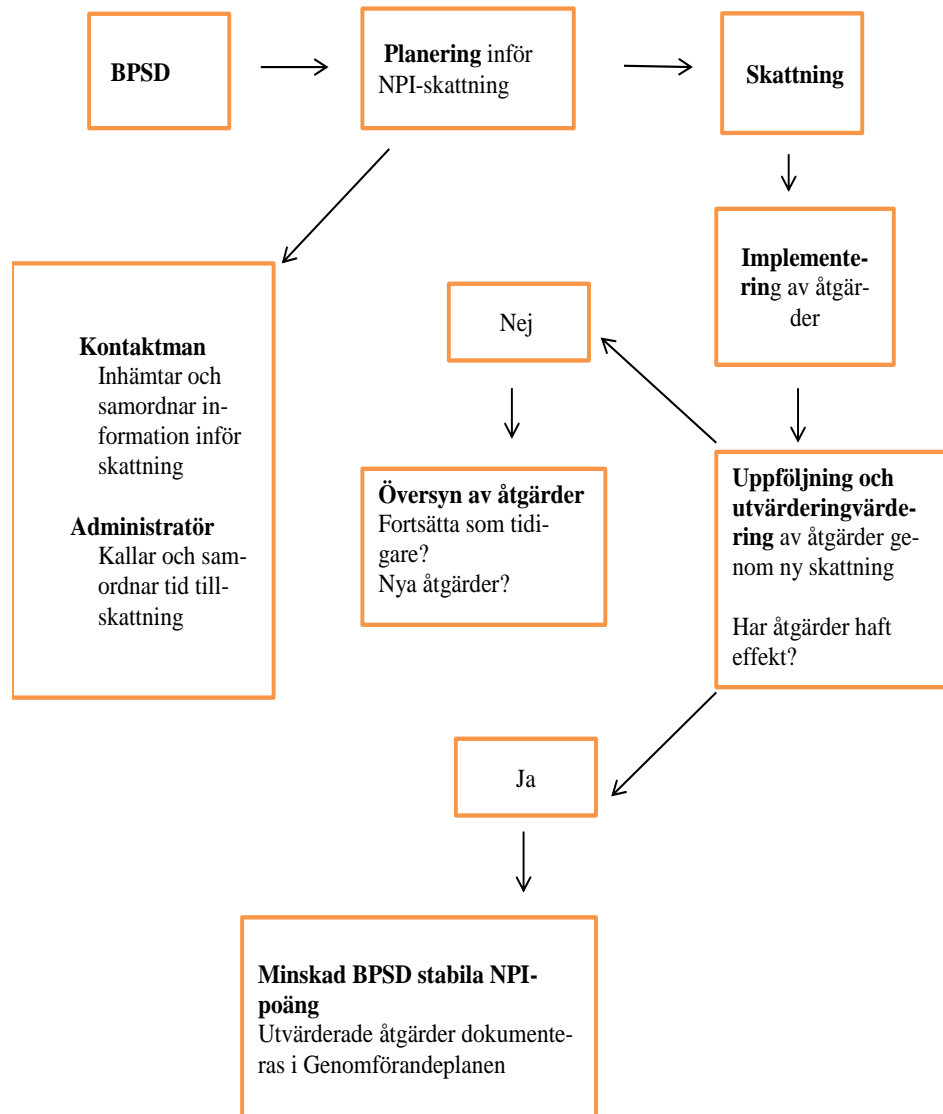 BPSD
Planering inför
NPI-skattning
Skattning
Implemente-
ring av åtgär-
der
Nej
Kontaktman
Inhämtar och
samordnar in-
formation inför
skattning
Administratör
Kallar och sam-
ordnar tid till-
skattning
Översyn av åtgärder
Fortsätta som tidi-
gare?
Nya åtgärder?
Uppföljning och
utvärderingvärde-
ring av åtgärder ge-
nom ny skattning
Har åtgärder haft
effekt?
Ja
Minskad BPSD stabila NPI-
poäng
Utvärderade åtgärder dokumente-
ras i Genomförandeplanen